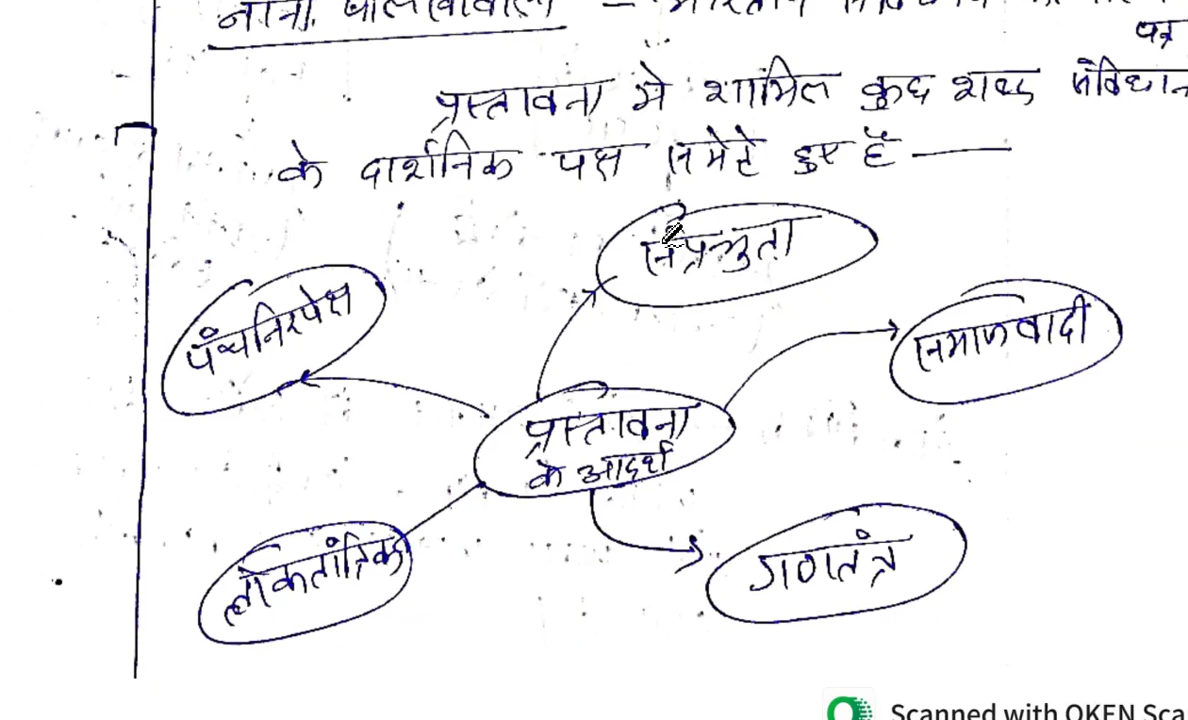 प्रस्तावना मे शामिल कुछ शब्द संविधान
के दार्शनिक पक्ष समेटे हुए हैं —
संप्रभुता
पंथनिरपेक्ष
समाजवादी
प्रस्तावना
के आदर्श
लोकतांत्रिक
गणतंत्र
Scanned with OKEN Sca